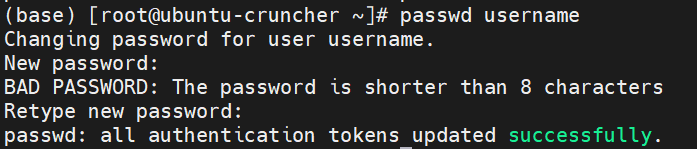 (base) [root@ubuntu-cruncher ~]# passwd username
Changing password for user username.
New password:
BAD PASSWORD: The password is shorter than 8 characters
Retype new password:
passwd: all authentication tokens updated successfully.